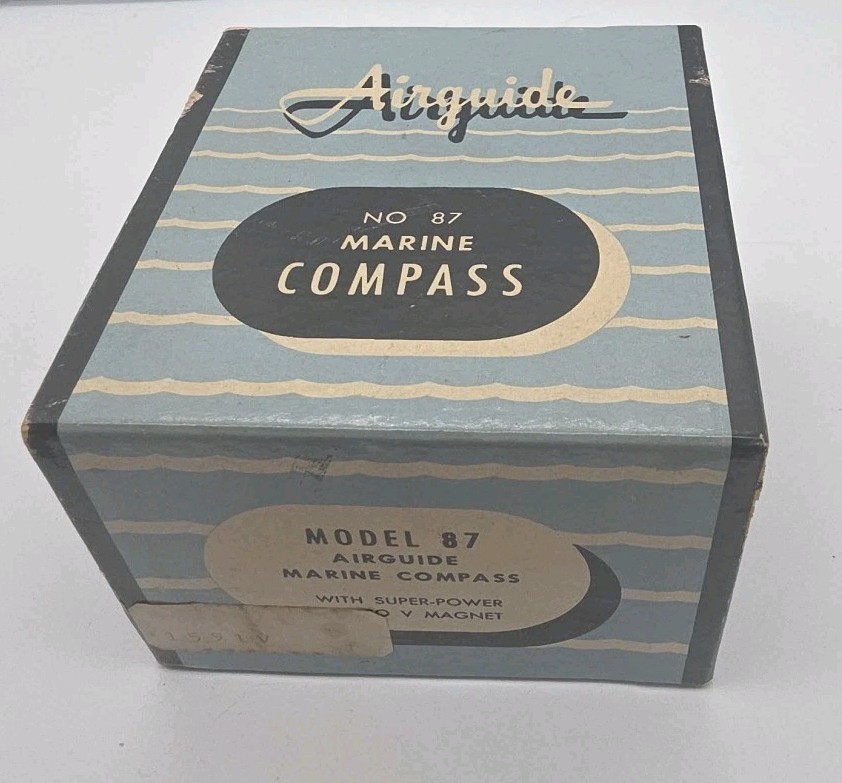 Airguide
NO 87
MARINE
COMPASS
MODEL 87
AIRGUIDE
MARINE COMPASS
WITH SUPER-POWER
O V MAGNET